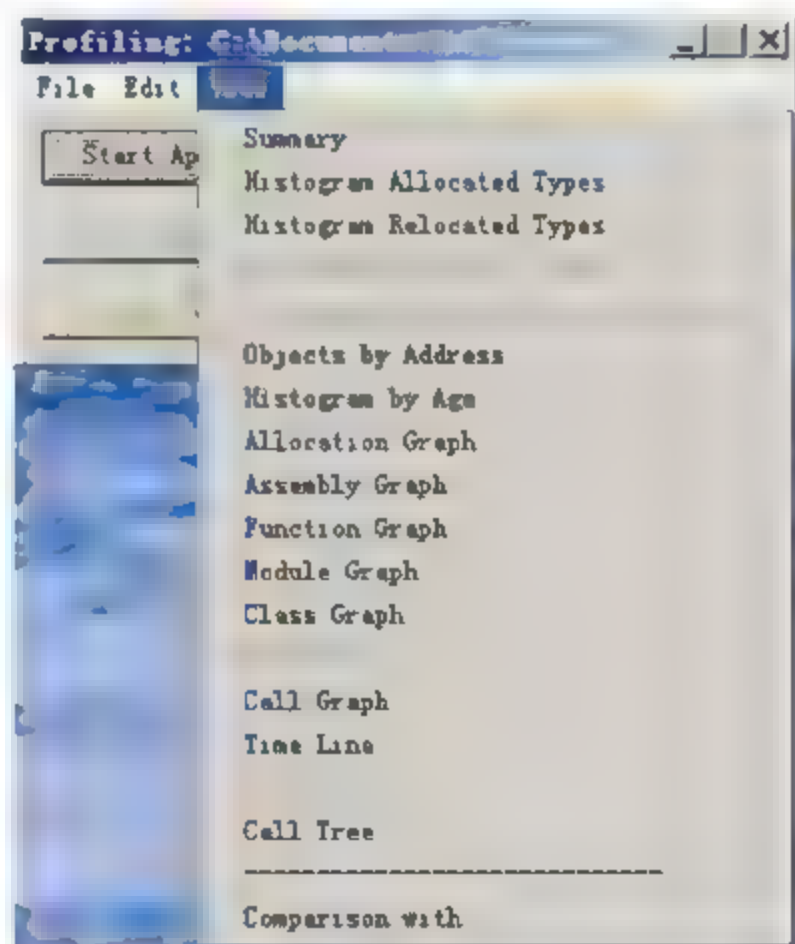 Profiling:
File Edit
Start Ap
Summary
Histogram Allocated Types
Histogram Relocated Types
Objects by Address
Histogram by Age
Allocation Graph
Assembly Graph
Function Graph
Module Graph
Class Graph
Call Graph
Time Line
Call Tree
-----------------------------
Comparison with